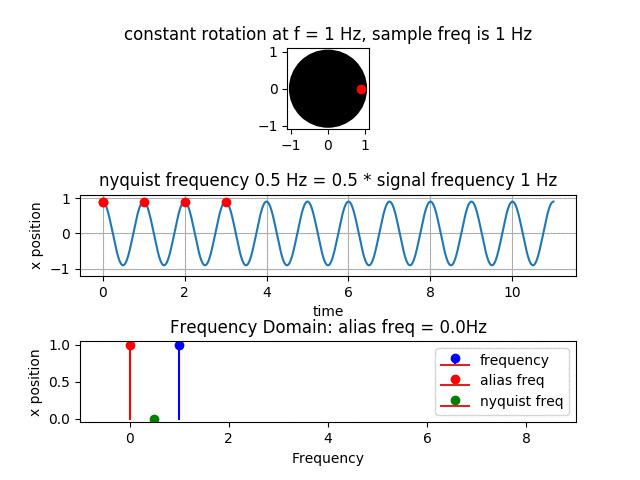 constant rotation at f = 1 Hz, sample freq is 1 Hz
1
0
−1
−1 0 1
nyquist frequency 0.5 Hz = 0.5 * signal frequency 1 Hz
x position
1
0
−1
0 2 4 6 8 10
time
Frequency Domain: alias freq = 0.0Hz
x position
1.0
0.5
0.0
frequency
alias freq
nyquist freq
0 2 4 6 8
Frequency